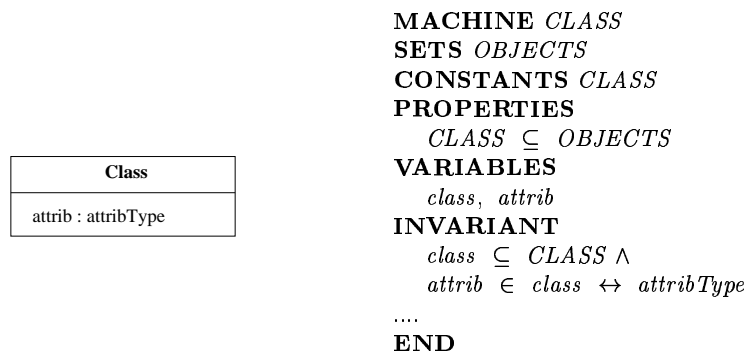 Class
attrib : attribType
MACHINE CLASS
SETS OBJECTS
CONSTANTS CLASS
PROPERTIES
CLASS ⊆ OBJECTS
VARIABLES
class, attrib
INVARIANT
class ⊆ CLASS ∧
attrib ∈ class ↔ attribType
....
END